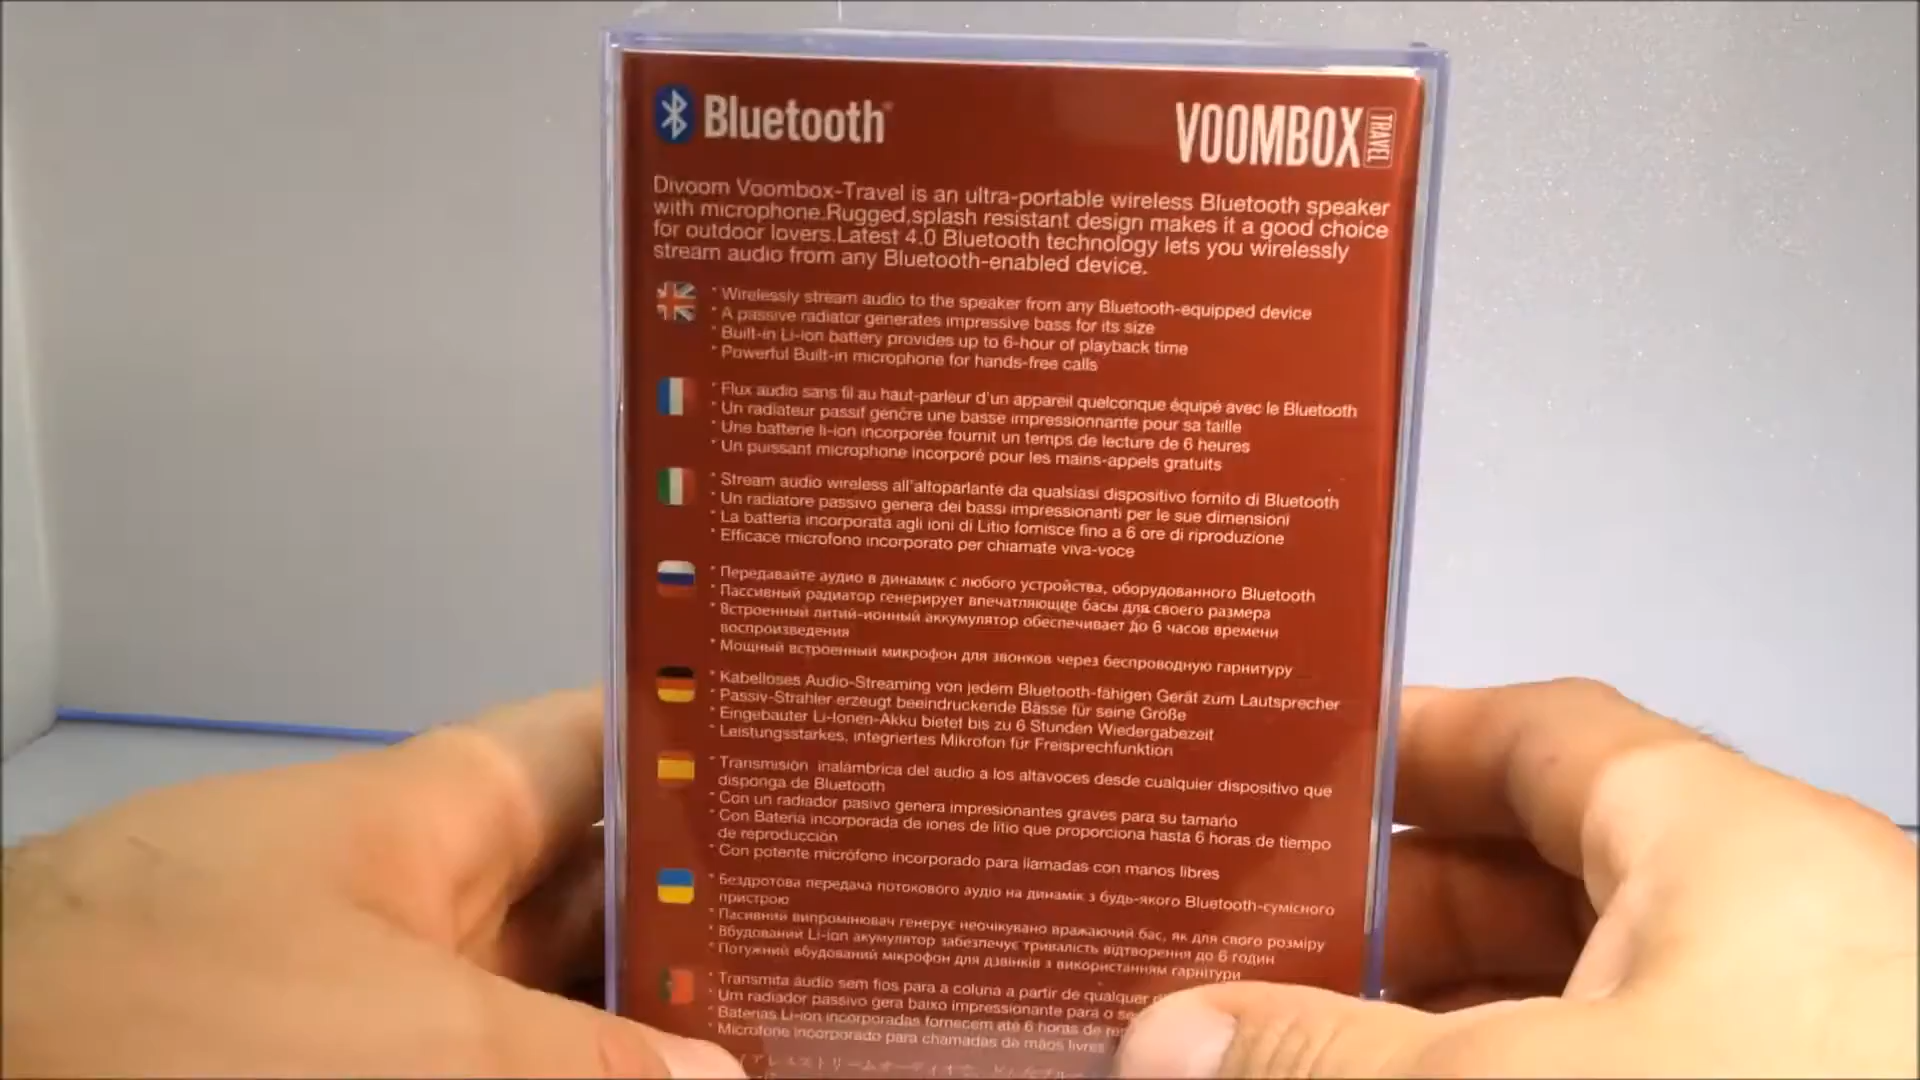 Bluetooth
VOOMBOX TRAVEL
Divoom Voombox-Travel is an ultra-portable wireless Bluetooth speaker
with microphone.Rugged,splash resistant design makes it a good choice
for outdoor lovers.Latest 4.0 Bluetooth technology lets you wirelessly
stream audio from any Bluetooth-enabled device.
* Wirelessly stream audio to the speaker from any Bluetooth-equipped device
* A passive radiator generates impressive bass for its size
* Built-in Li-ion battery provides up to 6-hour of playback time
* Powerful Built-in microphone for hands-free calls
* Flux audio sans fil au haut-parleur d'un appareil quelconque équipé avec le Bluetooth
* Un radiateur passif gencre une basse impressionnante pour sa taille
* Une batterie li-ion incorporée fournit un temps de lecture de 6 heures
* Un puissant microphone incorporé pour les mains-appels gratuits
* Stream audio wireless all'altoparlante da qualsiasi dispositivo fornito di Bluetooth
* Un radiatore passivo genera dei bassi impressionanti per le sue dimensioni
* La batteria incorporata agli ioni di Litio fornisce fino a 6 ore di riproduzione
* Efficace microfono incorporato per chiamate viva-voce
* Передавайте аудио в динамик с любого устройства, оборудованного Bluetooth
* Пассивный радиатор генерирует впечатляющие басы для своего размера
* Встроенный литий-ионный аккумулятор обеспечивает до 6 часов времени
воспроизведения
* Мощный встроенный микрофон для звонков через беспроводную гарнитуру
* Kabelloses Audio-Streaming von jedem Bluetooth-fähigen Gerät zum Lautsprecher
* Passiv-Strahler erzeugt beeindruckende Bässe für seine Größe
* Eingebauter Li-Ionen-Akku bietet bis zu 6 Stunden Wiedergabezeit
* Leistungsstarkes, integriertes Mikrofon für Freisprechfunktion
* Transmisión inalámbrica del audio a los altavoces desde cualquier dispositivo que
disponga de Bluetooth
* Con un radiador pasivo genera impresionantes graves para su tamaño
* Con Batería incorporada de iones de litio que proporciona hasta 6 horas de tiempo
de reproducción
* Con potente micrófono incorporado para llamadas con manos libres
* Бездротова передача потокового аудіо на динамік з будь-якого Bluetooth-сумісного
пристрою
* Пасивний випромінювач генерує неочікувано вражаючий бас, як для свого розміру
* Вбудований Li-ion акумулятор забезпечує тривалість відтворення до 6 годин
* Потужний вбудований мікрофон для дзвінків з використанням гарнітури
* Transmita áudio sem fios para a coluna a partir de qualquer
* Um radiador passivo gera baixo impressionante para o
* Baterias Li-ion incorporadas fornecem até 6 horas de
* Microfone incorporado para chamadas de mãos livres